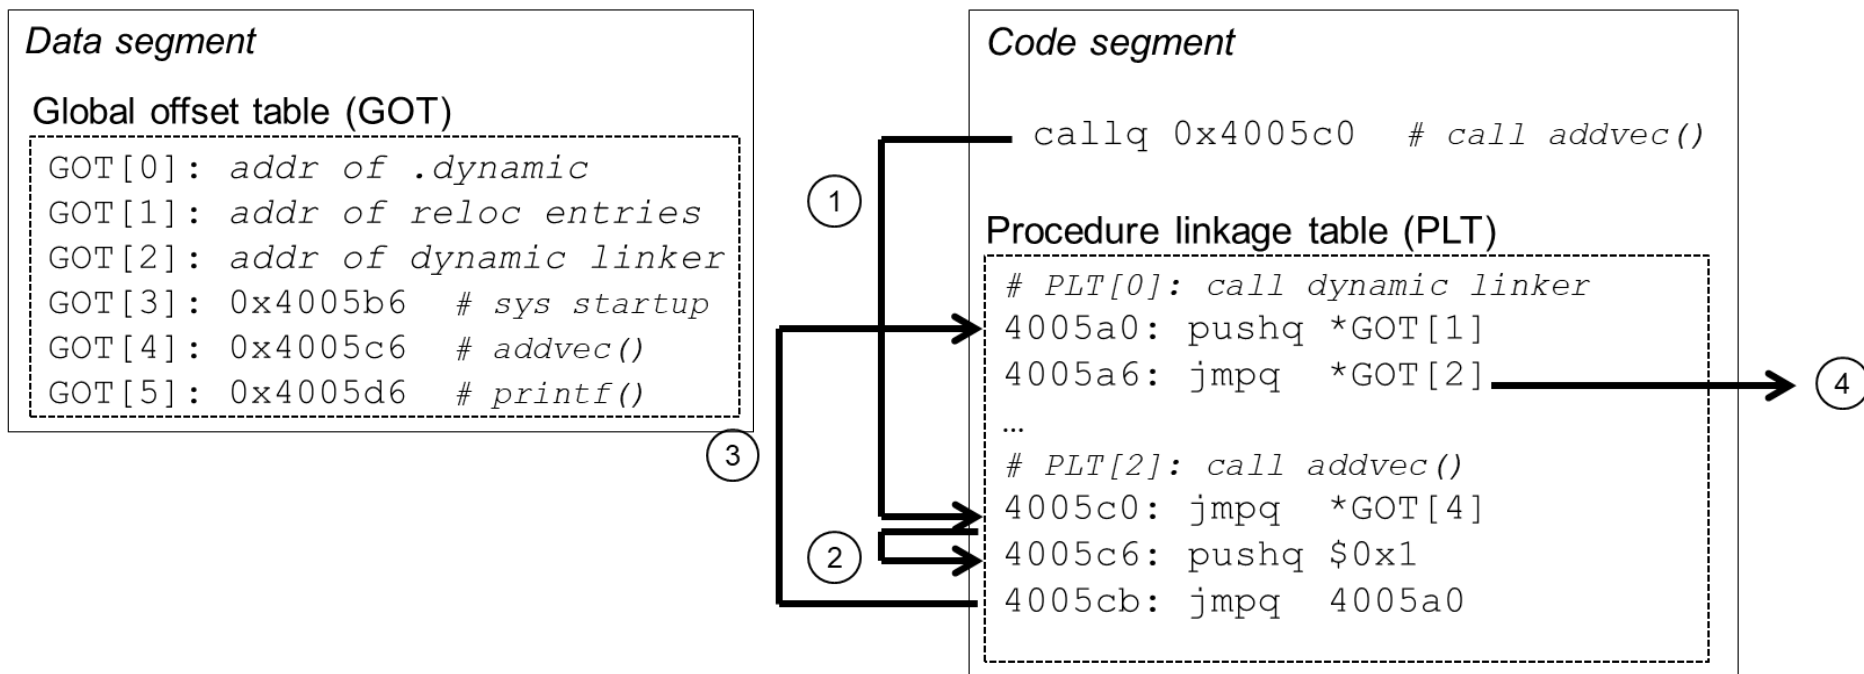 Data segment
Global offset table (GOT)
GOT[0]: addr of .dynamic
GOT[1]: addr of reloc entries
GOT[2]: addr of dynamic linker
GOT[3]: 0x4005b6 # sys startup
GOT[4]: 0x4005c6 # addvec()
GOT[5]: 0x4005d6 # printf()
Code segment
callq 0x4005c0 # call addvec()
Procedure linkage table (PLT)
# PLT[0]: call dynamic linker
4005a0: pushq *GOT[1]
4005a6: jmpq *GOT[2]
…
# PLT[2]: call addvec()
4005c0: jmpq *GOT[4]
4005c6: pushq $0x1
4005cb: jmpq 4005a0
1
2
3
4